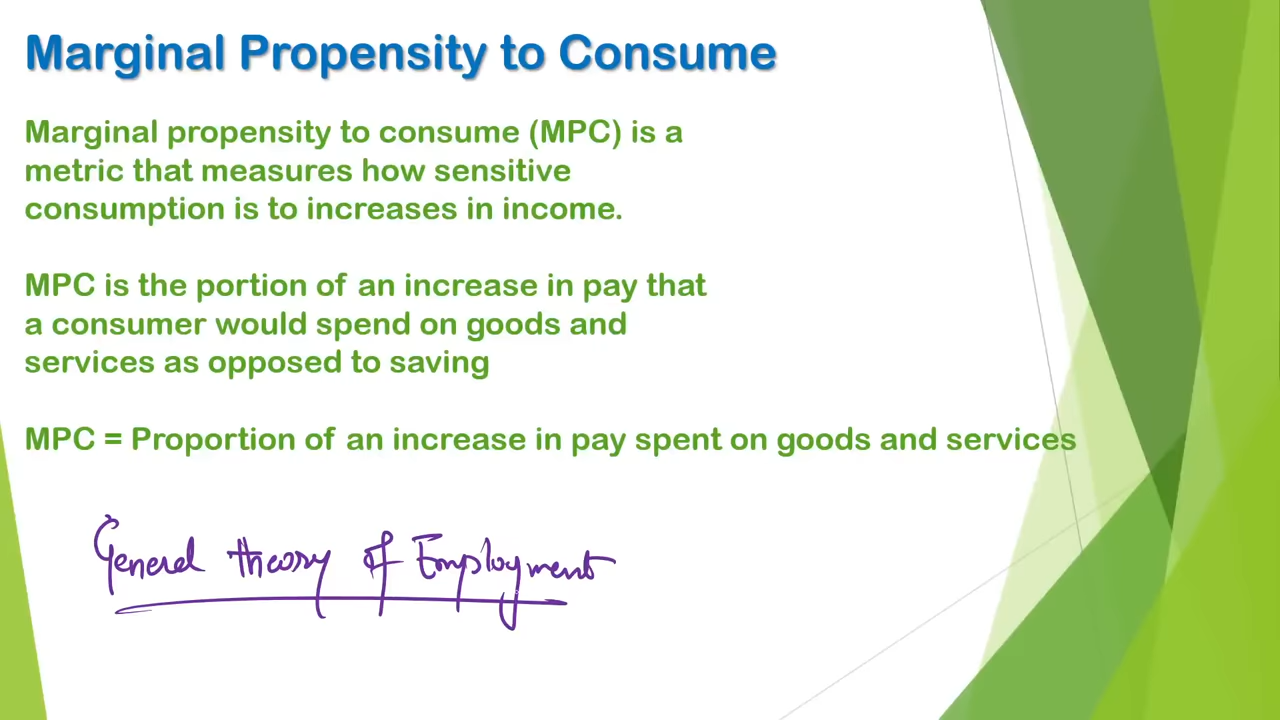 Marginal Propensity to Consume
Marginal propensity to consume (MPC) is a
metric that measures how sensitive
consumption is to increases in income.
MPC is the portion of an increase in pay that
a consumer would spend on goods and
services as opposed to saving
MPC = Proportion of an increase in pay spent on goods and services
General theory of Employment